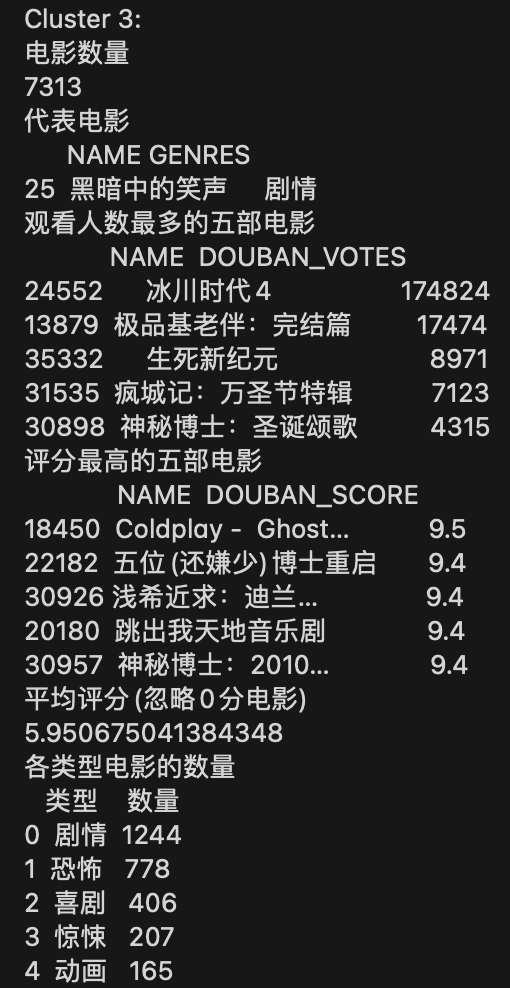 Cluster 3:
电影数量
7313
代表电影
NAME GENRES
25 黑暗中的笑声 剧情
观看人数最多的五部电影
NAME DOUBAN_VOTES
24552 冰川时代4 174824
13879 极品基老伴：完结篇 17474
35332 生死新纪元 8971
31535 疯城记：万圣节特辑 7123
30898 神秘博士：圣诞颂歌 4315
评分最高的五部电影
NAME DOUBAN_SCORE
18450 Coldplay - Ghost... 9.5
22182 五位(还嫌少)博士重启 9.4
30926 浅希近求：迪兰... 9.4
20180 跳出我天地音乐剧 9.4
30957 神秘博士：2010... 9.4
平均评分(忽略0分电影)
5.950675041384348
各类型电影的数量
类型 数量
0 剧情 1244
1 恐怖 778
2 喜剧 406
3 惊悚 207
4 动画 165